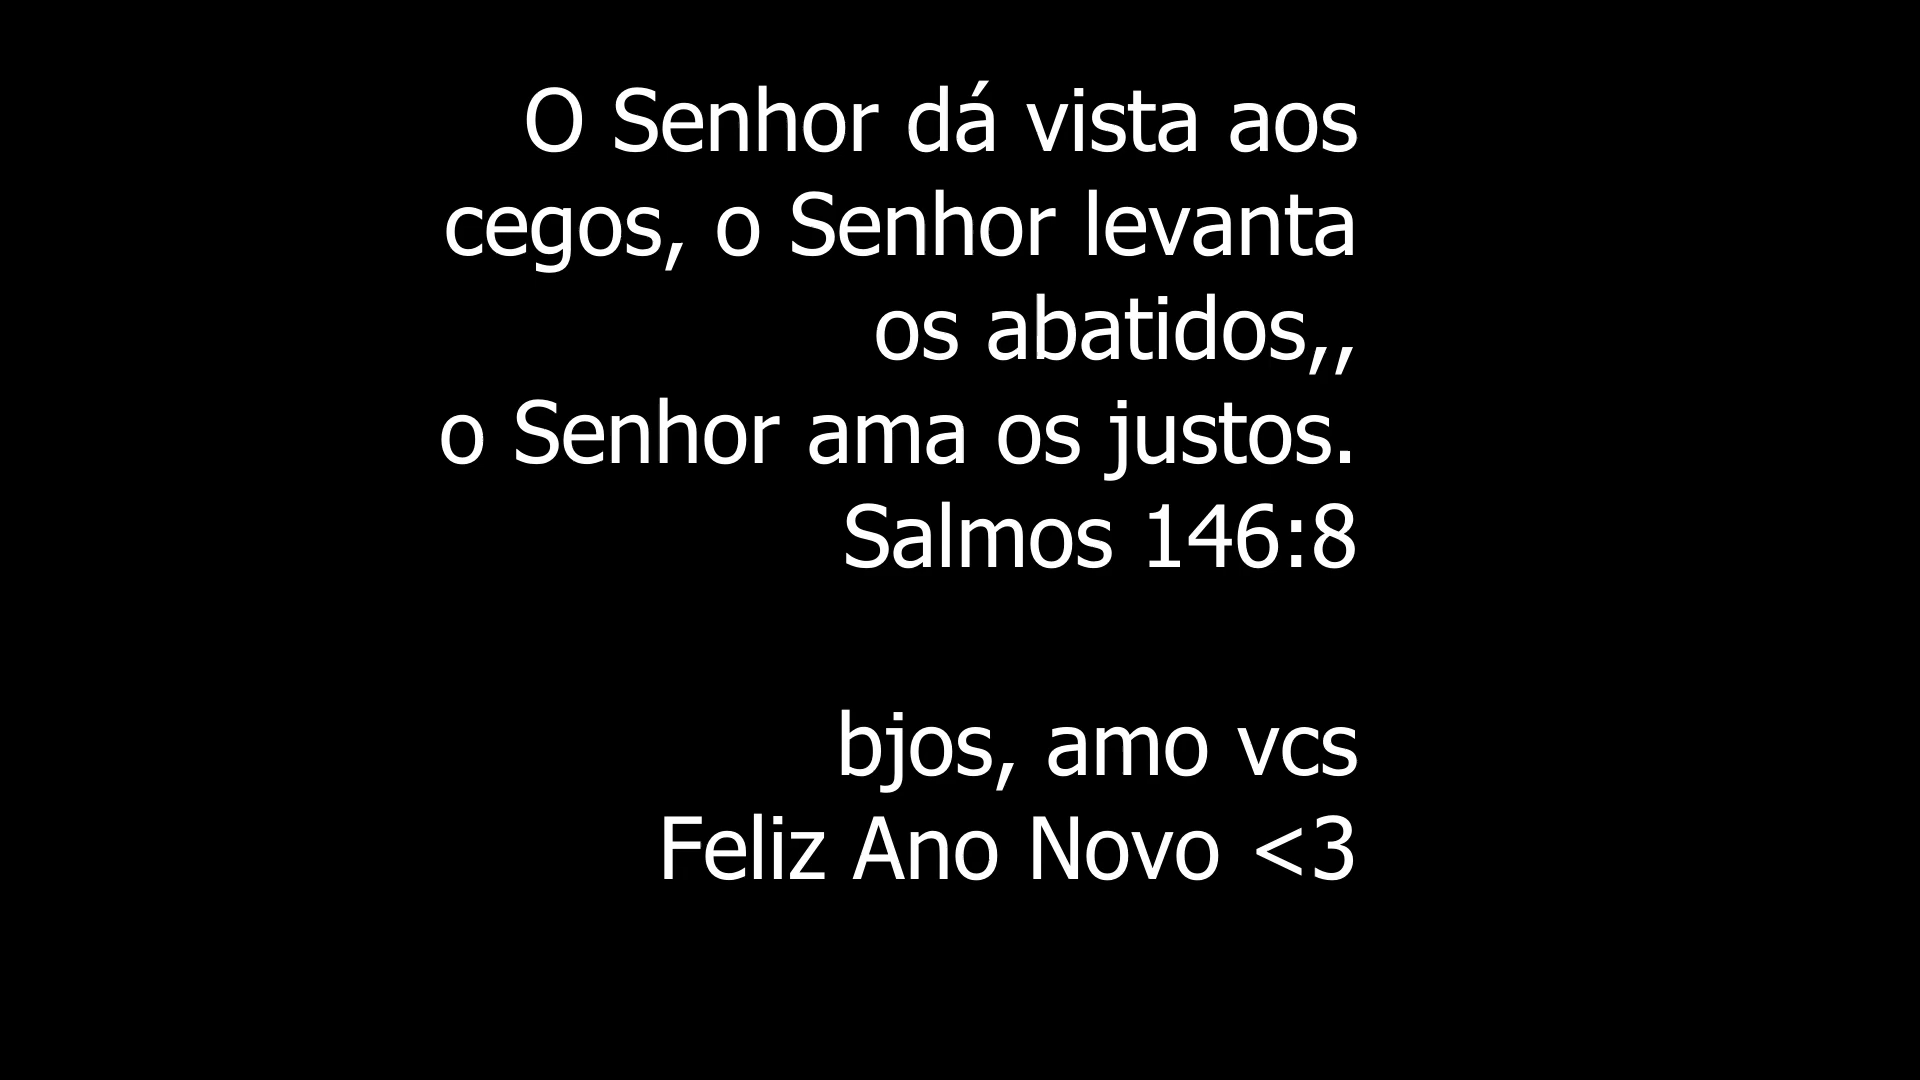 O Senhor dá vista aos
cegos, o Senhor levanta
os abatidos,,
o Senhor ama os justos.
Salmos 146:8
bjos, amo vcs
Feliz Ano Novo <3